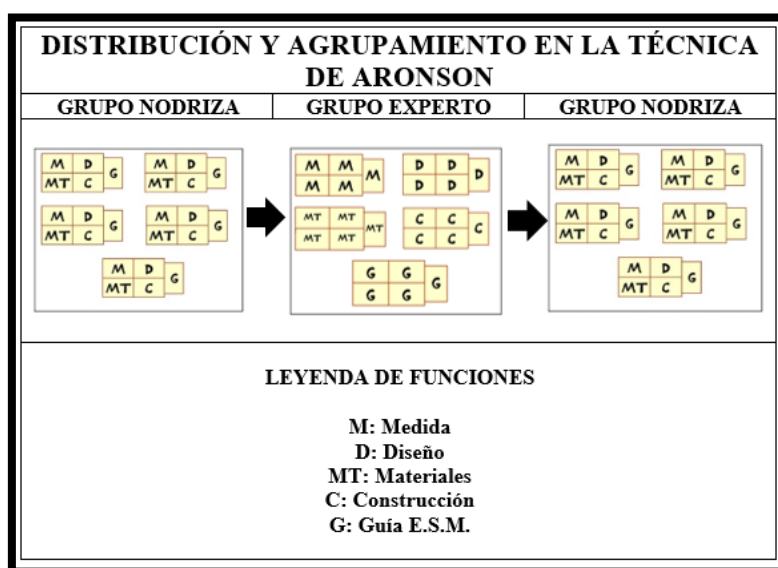 DISTRIBUCIÓN Y AGRUPAMIENTO EN LA TÉCNICA
DE ARONSON
GRUPO NODRIZA GRUPO EXPERTO GRUPO NODRIZA
M D G M D G
MT C MT C
M D G M D G
MT C MT C
M D G
MT C
M M M D D D
M M D D
MT MT MT C C C
MT MT C C
G G G
G G
M D G M D G
MT C MT C
M D G M D G
MT C MT C
M D G
MT C
LEYENDA DE FUNCIONES
M: Medida
D: Diseño
MT: Materiales
C: Construcción
G: Guía E.S.M.